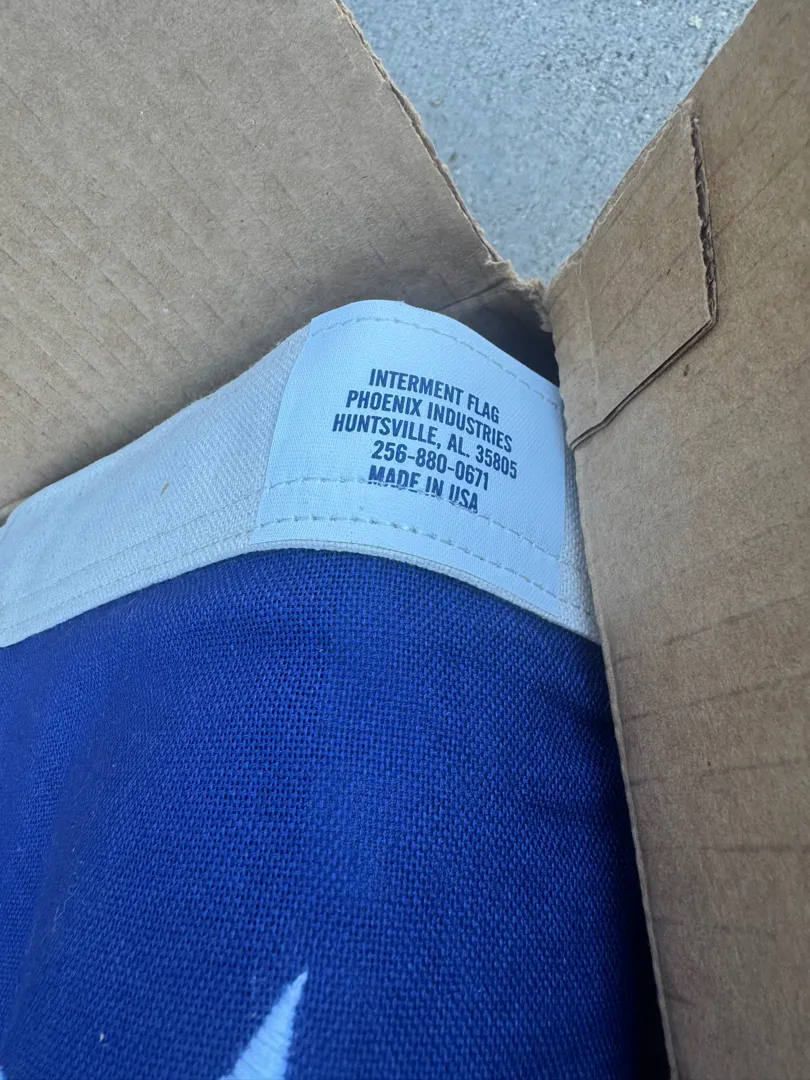 INTERMENT FLAG
PHOENIX INDUSTRIES
HUNTSVILLE, AL. 35805
256-880-0671
MADE IN USA